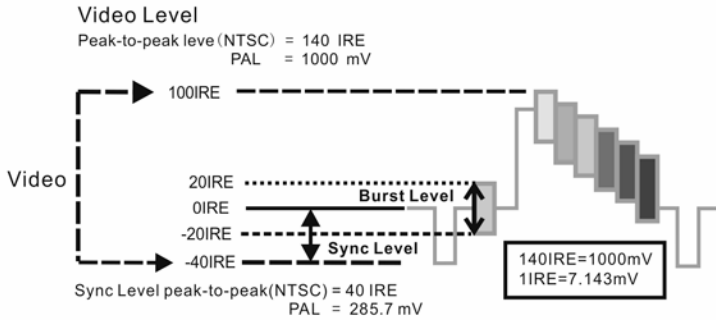 Video Level
Peak-to-peak leve(NTSC) = 140 IRE
PAL = 1000 mV
100IRE
Video
20IRE
Burst Level
0IRE
-20IRE
Sync Level
-40IRE
140IRE=1000mV
1IRE=7.143mV
Sync Level peak-to-peak(NTSC) = 40 IRE
PAL = 285.7 mV